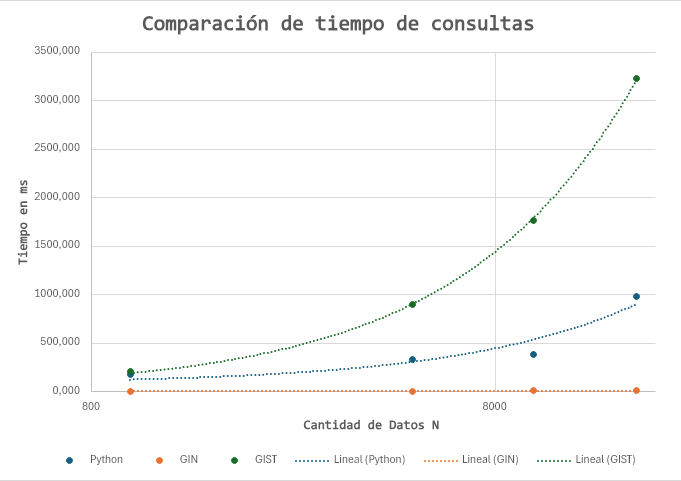 Comparación de tiempo de consultas
3500,000
3000,000
2500,000
2000,000
1500,000
1000,000
500,000
0,000
Tiempo en ms
800
8000
Cantidad de Datos N
Python
GIN
GIST
Lineal (Python)
Lineal (GIN)
Lineal (GIST)